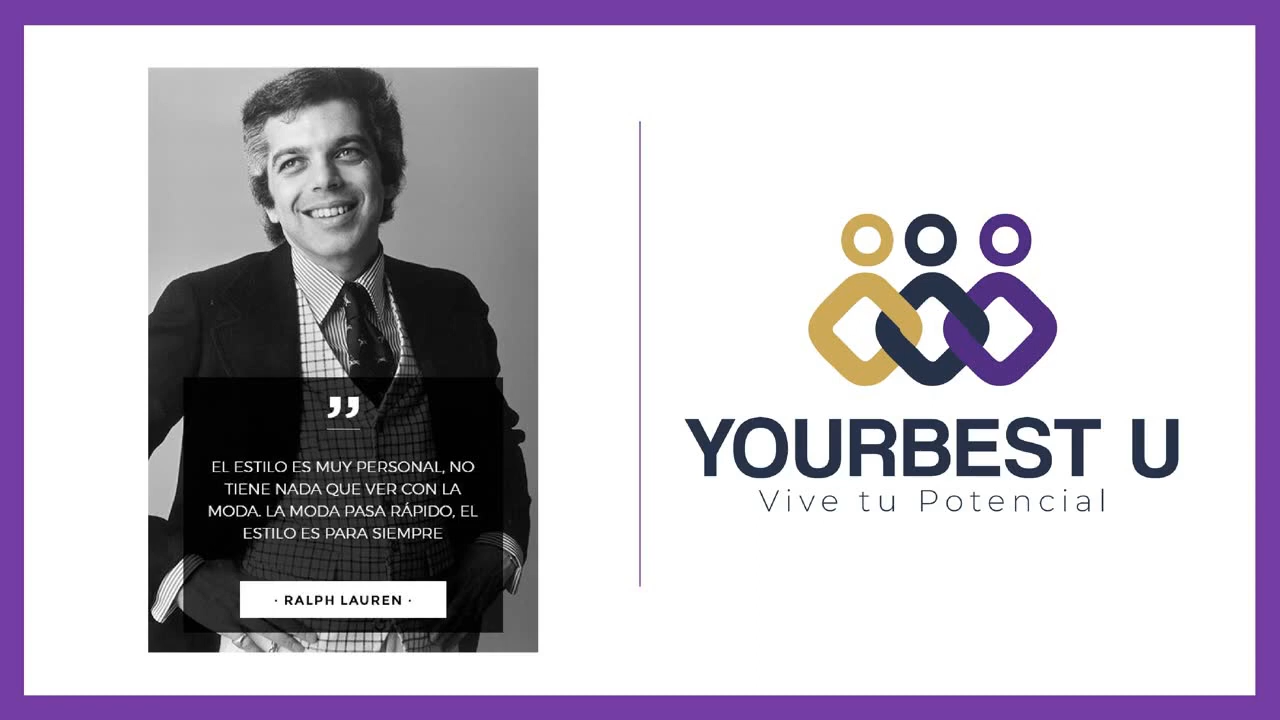 ”
EL ESTILO ES MUY PERSONAL, NO
TIENE NADA QUE VER CON LA
MODA. LA MODA PASA RÁPIDO, EL
ESTILO ES PARA SIEMPRE
· RALPH LAUREN ·
YOURBEST U
Vive tu Potencial